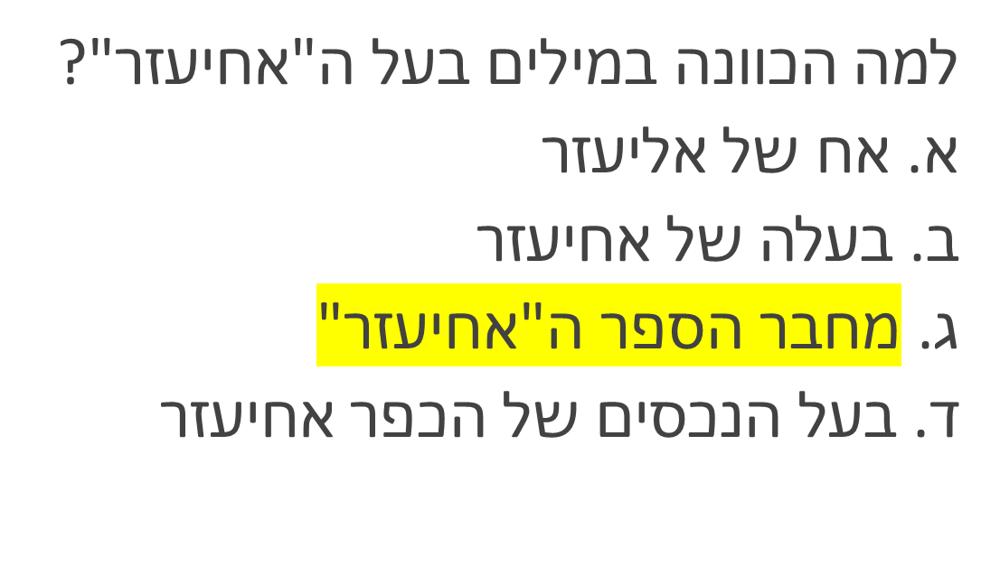 למה הכוונה במילים בעל ה"אחיעזר"?
א. אח של אליעזר
ב. בעלה של אחיעזר
ג. מחבר הספר ה"אחיעזר"
ד. בעל הנכסים של הכפר אחיעזר